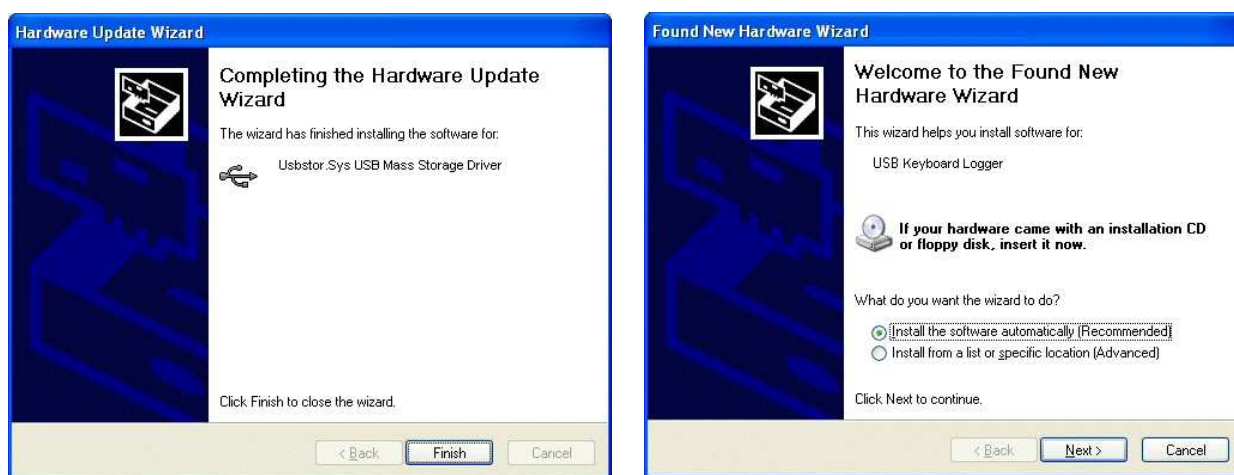 Hardware Update Wizard
Completing the Hardware Update
Wizard
The wizard has finished installing the software for:
Usbstor.Sys USB Mass Storage Driver
Click Finish to close the wizard.
< Back
Finish
Cancel
Found New Hardware Wizard
Welcome to the Found New
Hardware Wizard
This wizard helps you install software for:
USB Keyboard Logger
If your hardware came with an installation CD
or floppy disk, insert it now.
What do you want the wizard to do?
Install the software automatically (Recommended)
Install from a list or specific location (Advanced)
Click Next to continue.
< Back
Next >
Cancel